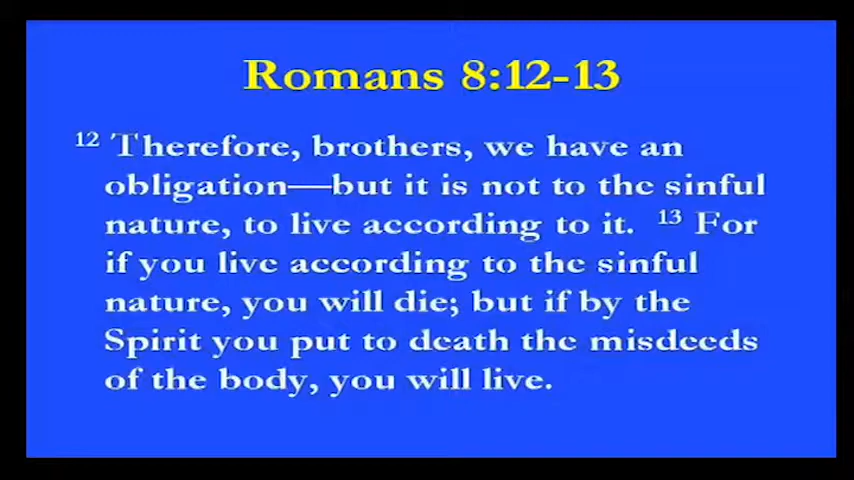 Romans 8:12-13
12 Therefore, brothers, we have an
obligation—but it is not to the sinful
nature, to live according to it. 13 For
if you live according to the sinful
nature, you will die; but if by the
Spirit you put to death the misdeeds
of the body, you will live.